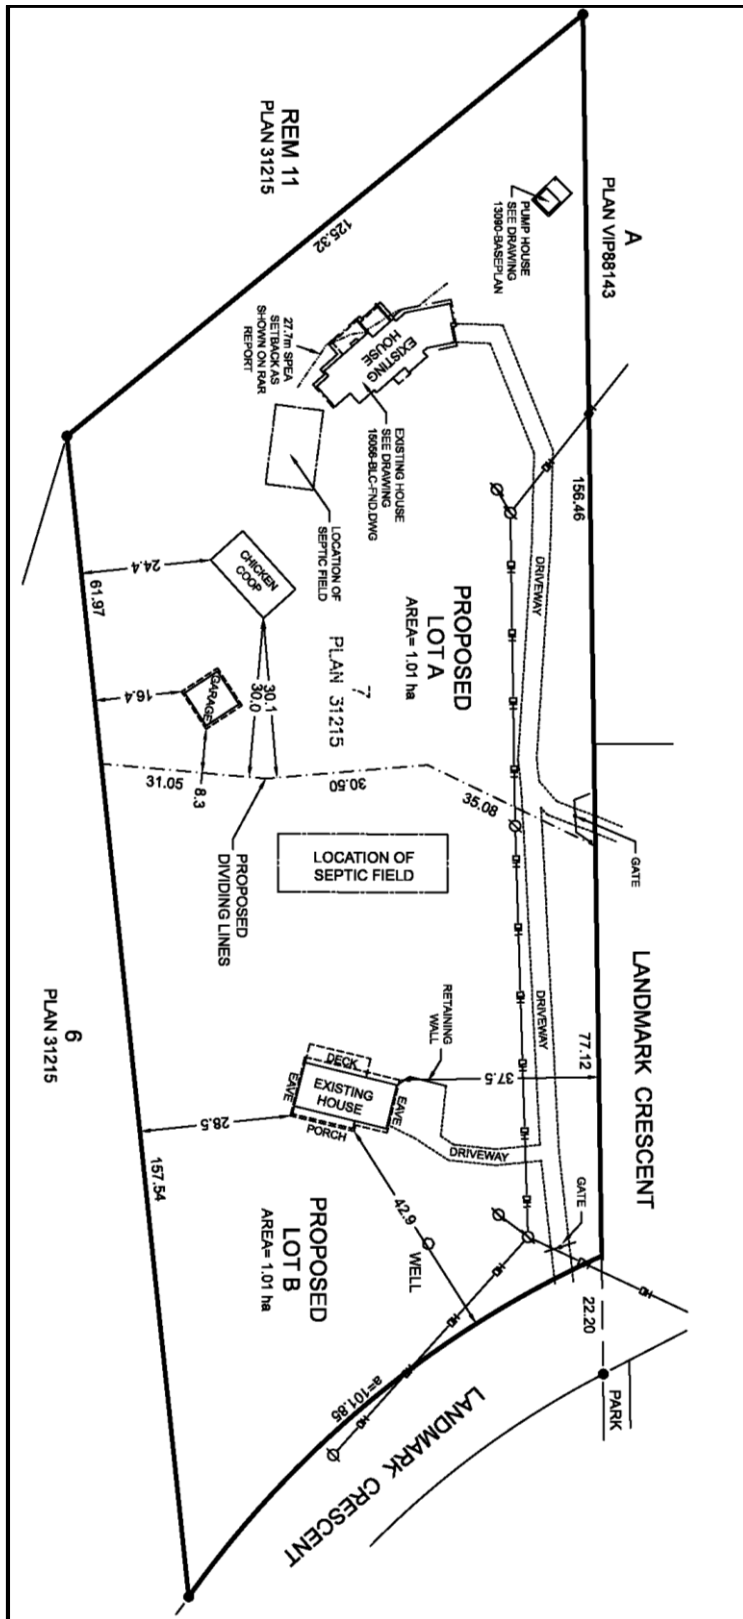 REM 11
PLAN 31215
125.32
A
PLAN VIP88143
PUMP HOUSE
SEE DRAWING
13090-BASEPLAN
27.7m SPEA
SETBACK AS
SHOWN ON RAR
REPORT
EXISTING
HOUSE
EXISTING HOUSE
SEE DRAWING
15056-BLC-FND.DWG
156.46
LOCATION OF
SEPTIC FIELD
DRIVEWAY
24.4
CHICKEN
COOP
61.97
PROPOSED
LOT A
AREA= 1.01 ha
7
PLAN 31215
30.1
30.0
16.4
GARAGE
31.05
8.3
30.50
35.08
GATE
PROPOSED
DIVIDING LINES
LOCATION OF
SEPTIC FIELD
LANDMARK CRESCENT
6
PLAN 31215
RETAINING
WALL
DRIVEWAY
77.12
37.5
DECK
EAVE
EXISTING
HOUSE
EAVE
PORCH
28.5
DRIVEWAY
157.54
42.9
WELL
GATE
PROPOSED
LOT B
AREA= 1.01 ha
22.20
PARK
a=101.85
LANDMARK CRESCENT